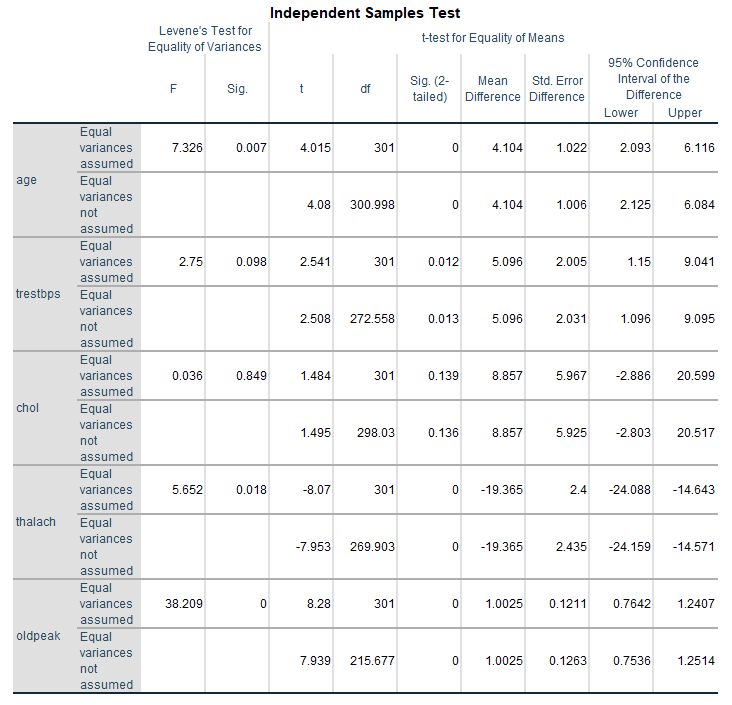 Independent Samples Test
Levene's Test for
Equality of Variances
t-test for Equality of Means
F
Sig.
t
df
Sig. (2-
tailed)
Mean
Difference
Std. Error
Difference
95% Confidence
Interval of the
Difference
Lower Upper
age
Equal
variances
assumed
7.326 0.007 4.015 301 0 4.104 1.022 2.093 6.116
Equal
variances
not
assumed
4.08 300.998 0 4.104 1.006 2.125 6.084
trestbps
Equal
variances
assumed
2.75 0.098 2.541 301 0.012 5.096 2.005 1.15 9.041
Equal
variances
not
assumed
2.508 272.558 0.013 5.096 2.031 1.096 9.095
chol
Equal
variances
assumed
0.036 0.849 1.484 301 0.139 8.857 5.967 -2.886 20.599
Equal
variances
not
assumed
1.495 298.03 0.136 8.857 5.925 -2.803 20.517
thalach
Equal
variances
assumed
5.652 0.018 -8.07 301 0 -19.365 2.4 -24.088 -14.643
Equal
variances
not
assumed
-7.953 269.903 0 -19.365 2.435 -24.159 -14.571
oldpeak
Equal
variances
assumed
38.209 0 8.28 301 0 1.0025 0.1211 0.7642 1.2407
Equal
variances
not
assumed
7.939 215.677 0 1.0025 0.1263 0.7536 1.2514